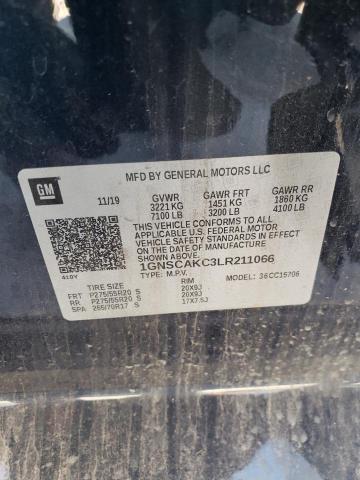 MFD BY GENERAL MOTORS LLC
GM
11/19 GVWR GAWR FRT GAWR RR
3221 KG 1451 KG 1860 KG
7100 LB 3200 LB 4100 LB
THIS VEHICLE CONFORMS TO ALL APPLICABLE
U.S. FEDERAL MOTOR VEHICLE SAFETY AND
THEFT PREVENTION STANDARDS IN EFFECT ON THE
DATE OF MANUFACTURE SHOWN ABOVE.
1GNSCAKC3LR211066
TYPE: M.P.V. MODEL: 36CC15706
TIRE SIZE RIM
FRT P275/55R20 S 20X9J
RR P275/55R20 S 20X9J
SPA 265/70R17 S 17X7.5J